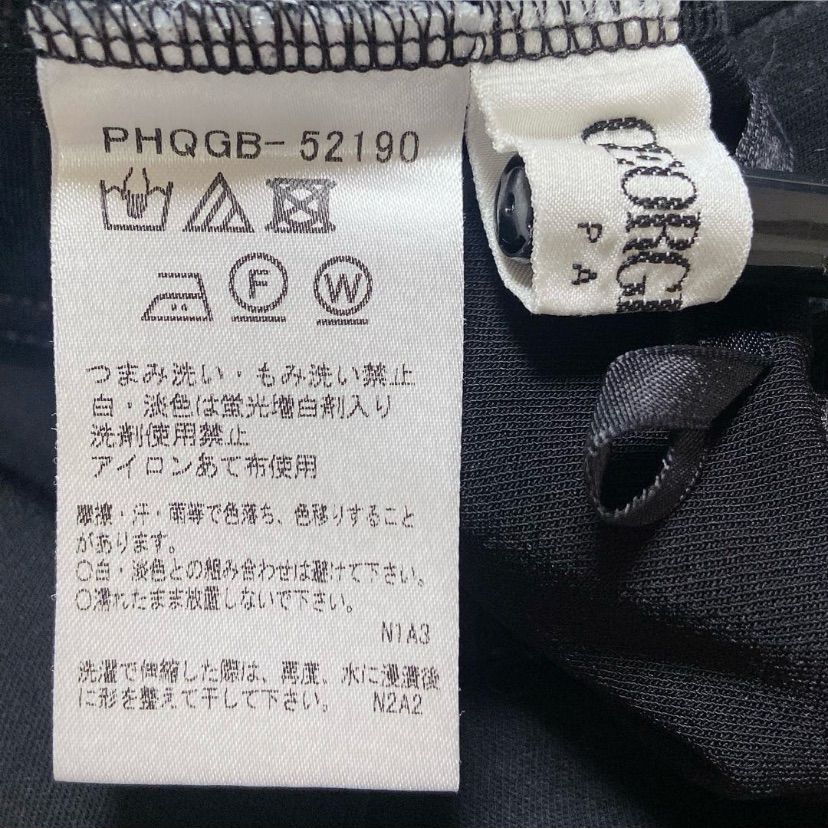 PHQGB-52190
F
W
つまみ洗い・もみ洗い禁止
白・淡色は蛍光増白剤入り
洗剤使用禁止
アイロンあて布使用
摩擦・汗・雨等で色落ち、色移りすること
があります。
○白・淡色との組み合わせは避けて下さい。
○濡れたまま放置しないで下さい。
N1A3
洗濯で伸縮した際は、再度、水に浸漬後
に形を整えて干して下さい。 N2A2
PA